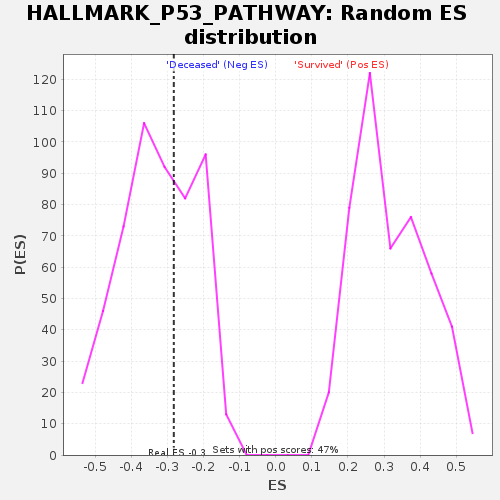 HALLMARK_P53_PATHWAY: Random ES
distribution
'Deceased' (Neg ES) 'Survived' (Pos ES)
P(ES)
120
110
100
90
80
70
60
50
40
30
20
10
0
Real ES -0.3 Sets with pos scores: 47%
-0.5 -0.4 -0.3 -0.2 -0.1 0.0 0.1 0.2 0.3 0.4 0.5
ES